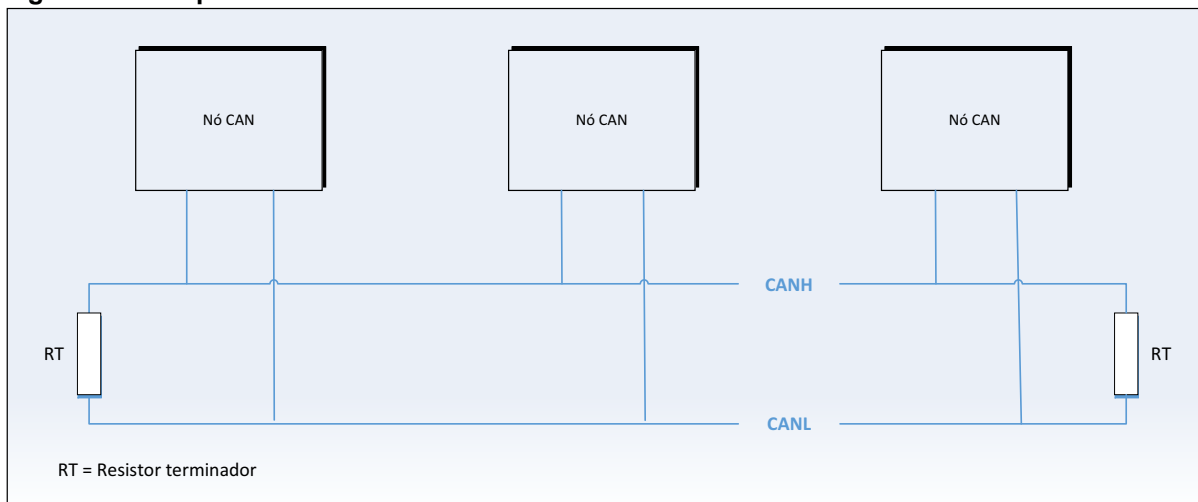 Nó CAN
Nó CAN
Nó CAN
CANH
RT
RT
CANL
RT = Resistor terminador